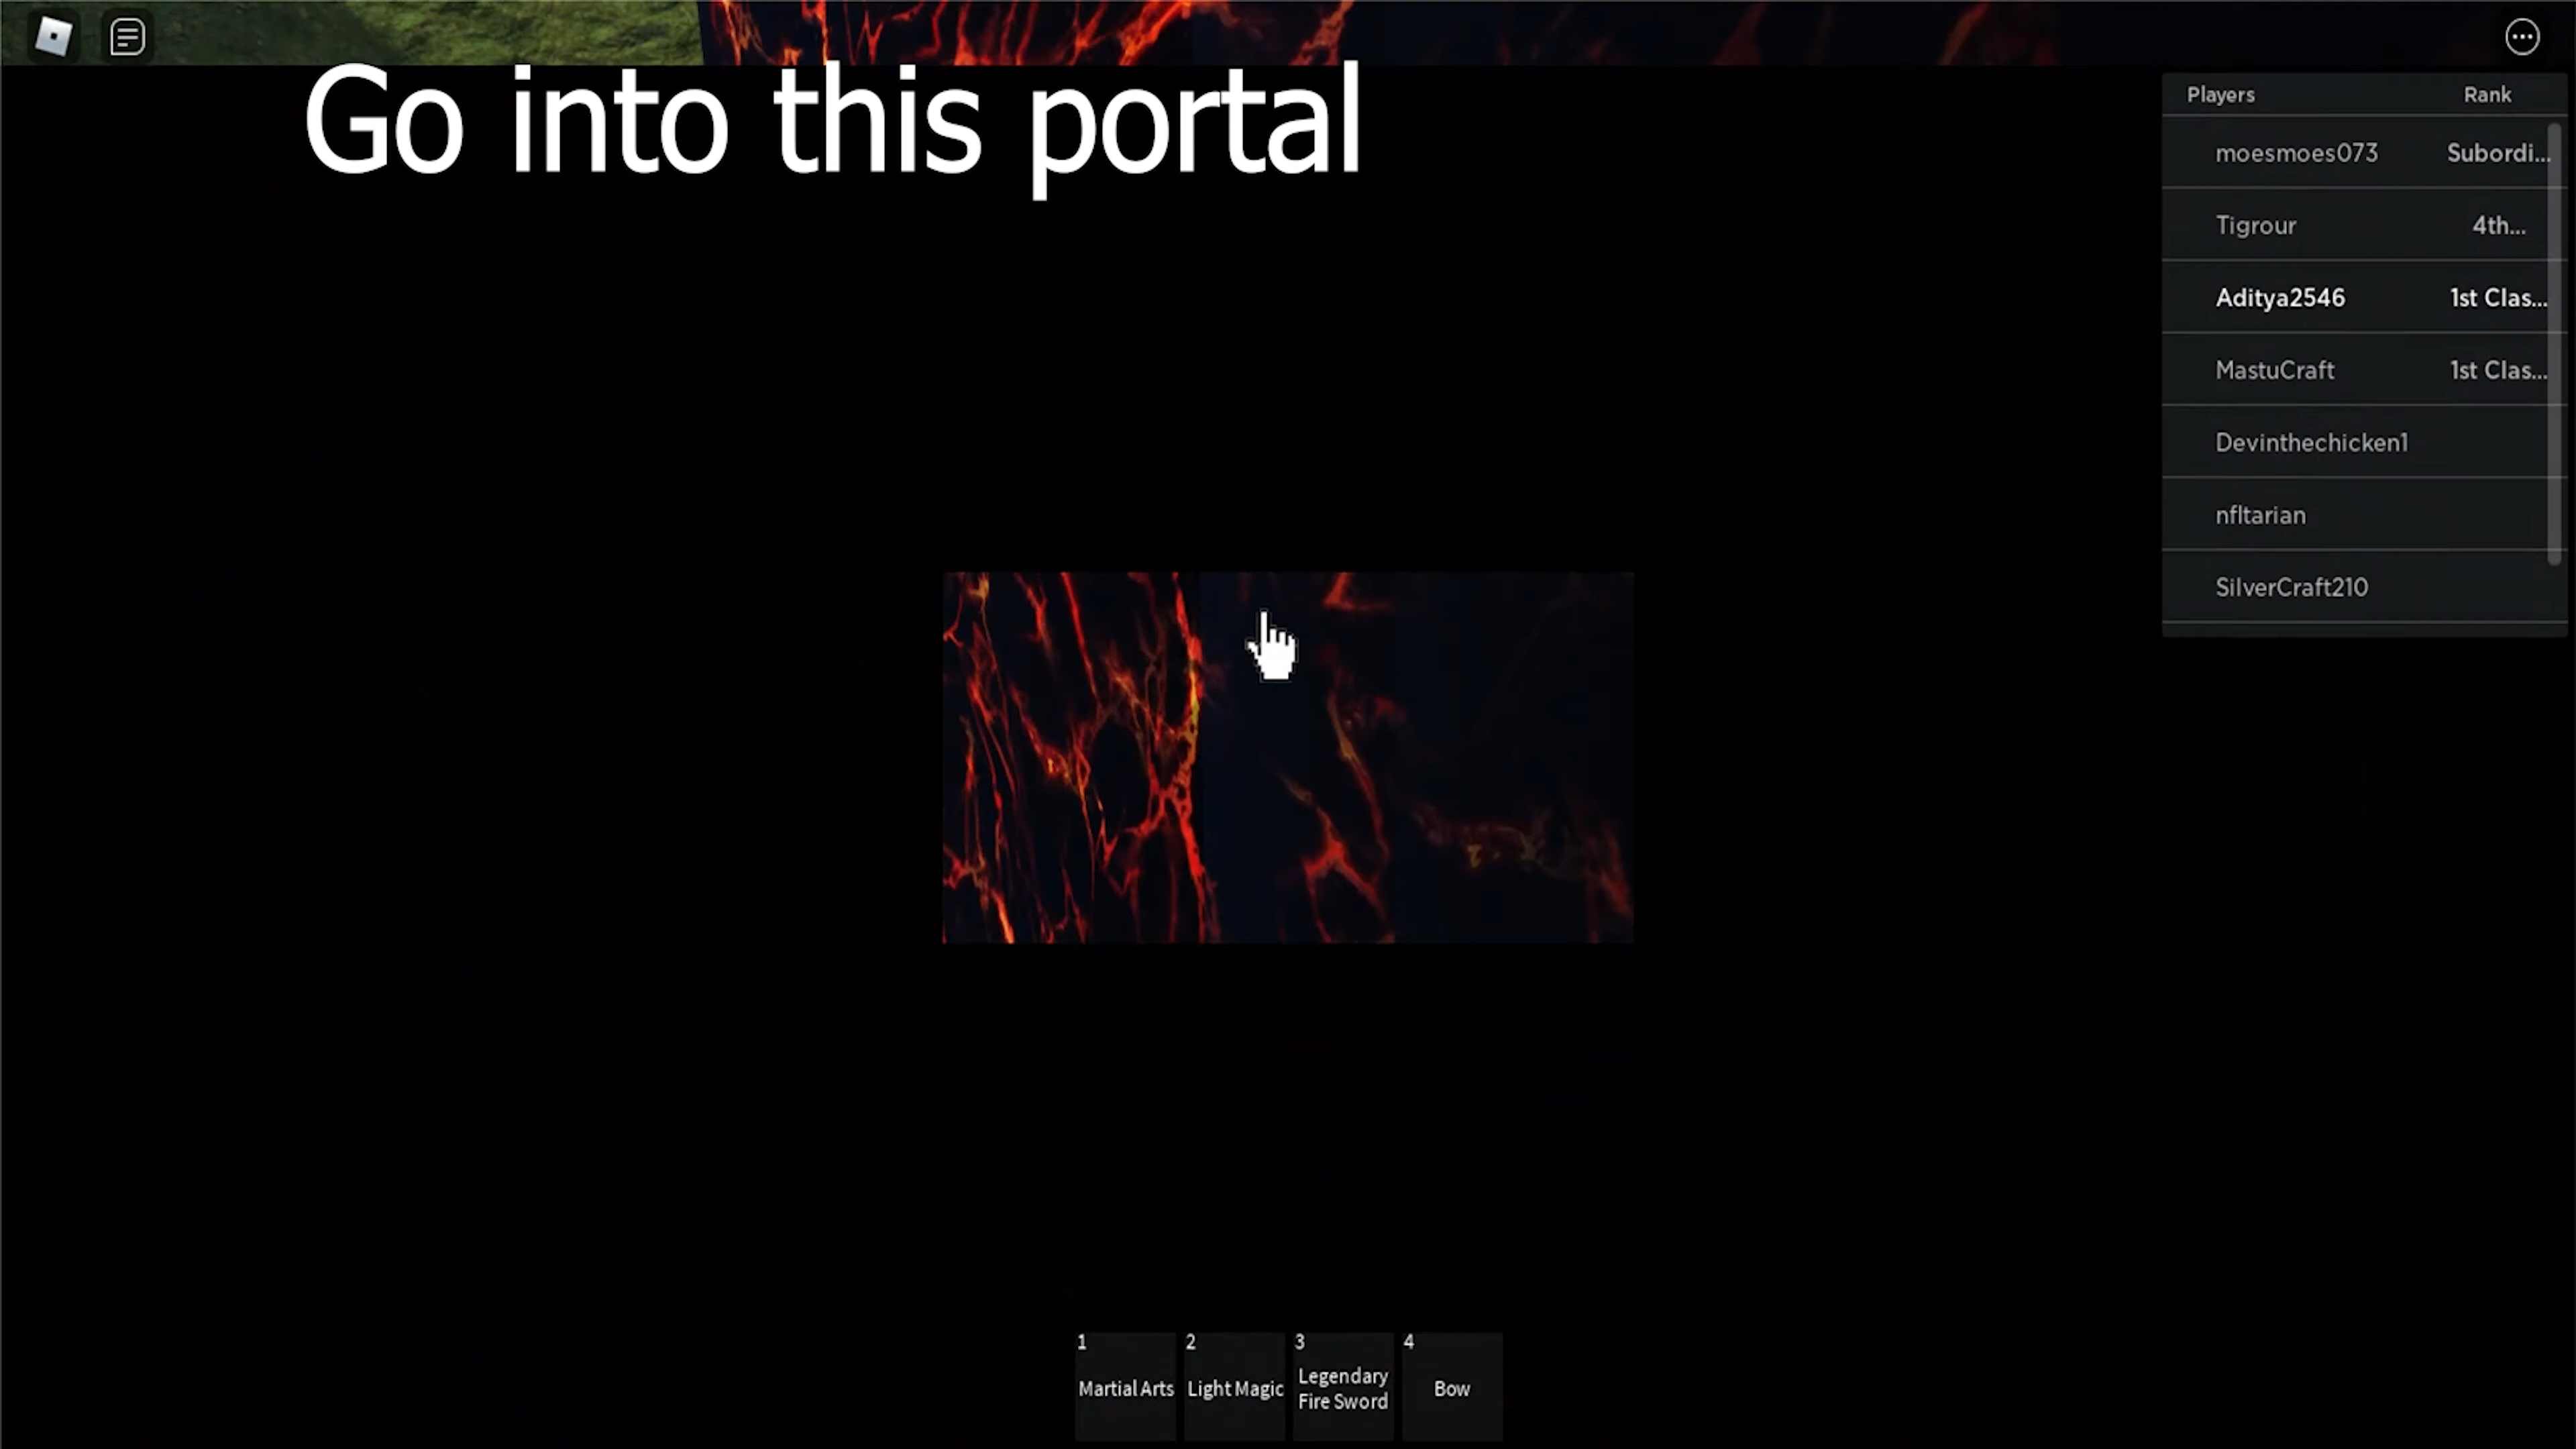 Go into this portal
Players Rank
moesmoes073 Subordi...
Tigrour 4th...
Aditya2546 1st Clas...
MastuCraft 1st Clas...
Devinthechicken1
nfltarian
SilverCraft210
1 2 3 4
Martial Arts Light Magic Legendary Fire Sword Bow